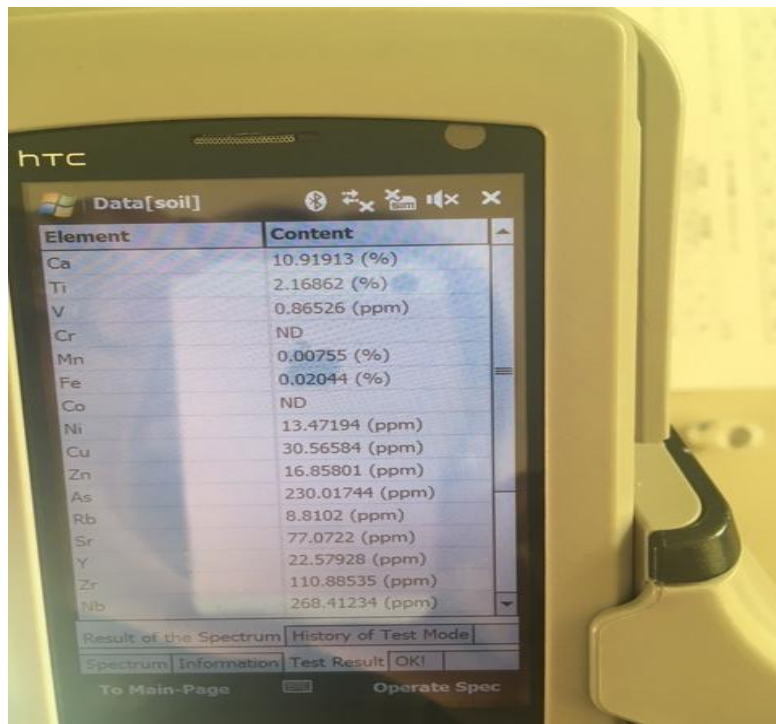 hTC
Data[soil]
Element Content
Ca 10.91913 (%)
Ti 2.16862 (%)
V 0.86526 (ppm)
Cr ND
Mn 0.00755 (%)
Fe 0.02044 (%)
Co ND
Ni 13.47194 (ppm)
Cu 30.56584 (ppm)
Zn 16.85801 (ppm)
As 230.01744 (ppm)
Rb 8.8102 (ppm)
Sr 77.0722 (ppm)
Y 22.57928 (ppm)
Zr 110.88535 (ppm)
Nb 268.41234 (ppm)
Result of the Spectrum History of Test Mode
Spectrum Information Test Result OK!
To Main-Page Operate Spec